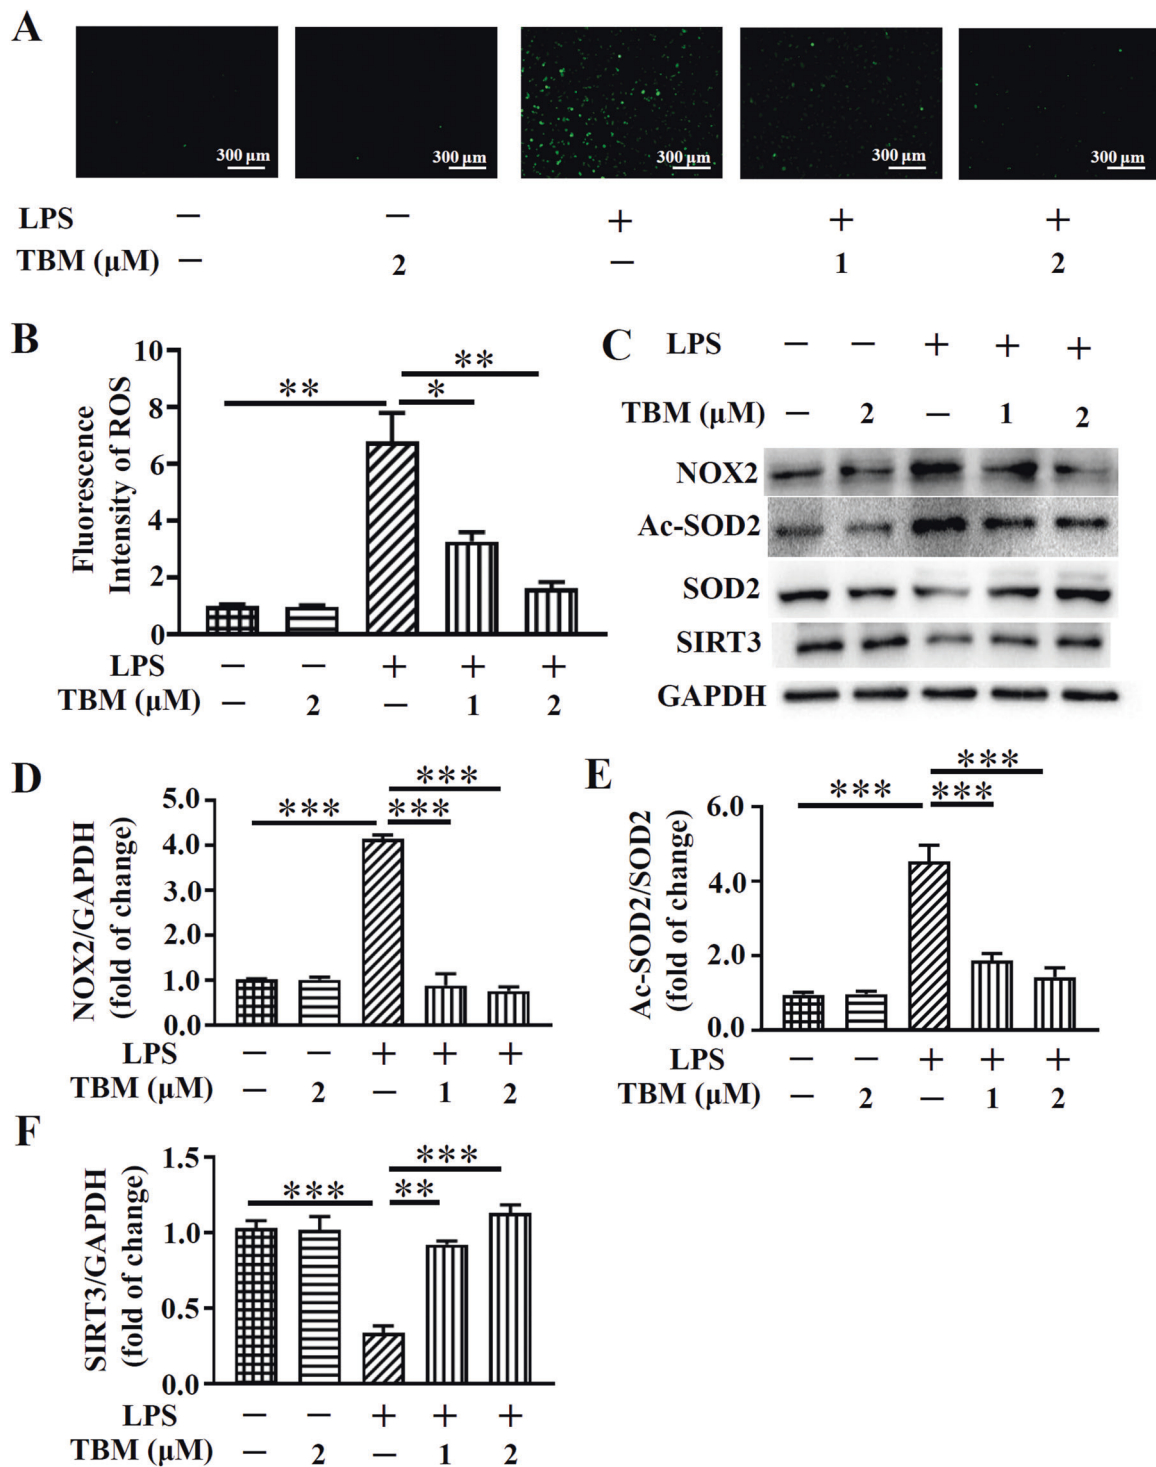 A
300 μm 300 μm 300 μm 300 μm 300 μm
LPS − − + + +
TBM (μM) − 2 − 1 2
B
Fluorescence
Intensity of ROS
10
8
6
4
2
0
** * **
LPS − − + + +
TBM (μM) − 2 − 1 2
C
LPS − − + + +
TBM (μM) − 2 − 1 2
NOX2
Ac-SOD2
SOD2
SIRT3
GAPDH
D
NOX2/GAPDH
(fold of change)
5.0
4.0
3.0
2.0
1.0
0.0
*** *** ***
LPS − − + + +
TBM (μM) − 2 − 1 2
E
Ac-SOD2/SOD2
(fold of change)
6.0
4.0
2.0
0.0
*** *** ***
LPS − − + + +
TBM (μM) − 2 − 1 2
F
SIRT3/GAPDH
(fold of change)
1.5
1.0
0.5
0.0
*** ** ***
LPS − − + + +
TBM (μM) − 2 − 1 2